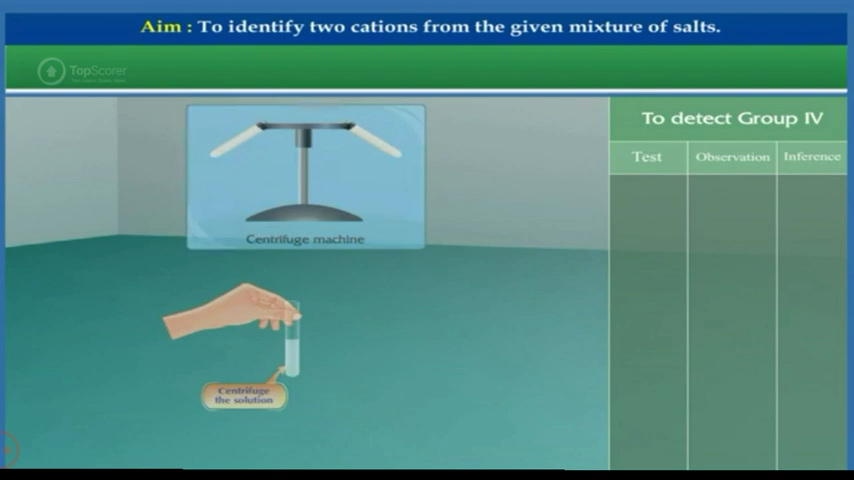 Aim : To identify two cations from the given mixture of salts.
TopScorer
To detect Group IV
Test
Observation
Inference
Centrifuge machine
Centrifuge
the solution